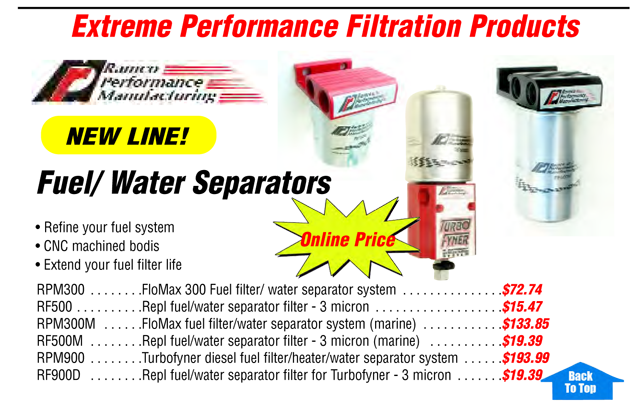 Extreme Performance Filtration Products
Ramco
Performance
Manufacturing
NEW LINE!
Fuel/ Water Separators
• Refine your fuel system
• CNC machined bodis
• Extend your fuel filter life
Online Price
TURBO
FYNER
RPM300 . . . . . . . .FloMax 300 Fuel filter/ water separator system . . . . . . . . . . . . . . .$72.74
RF500 . . . . . . . . . .Repl fuel/water separator filter - 3 micron . . . . . . . . . . . . . . . . . . .$15.47
RPM300M . . . . . .FloMax fuel filter/water separator system (marine) . . . . . . . . . . . .$133.85
RF500M . . . . . . . .Repl fuel/water separator filter - 3 micron (marine) . . . . . . . . . . . .$19.39
RPM900 . . . . . . . .Turbofyner diesel fuel filter/heater/water separator system . . . . . .$193.99
RF900D . . . . . . . .Repl fuel/water separator filter for Turbofyner - 3 micron . . . . . . .$19.39
Back
To Top